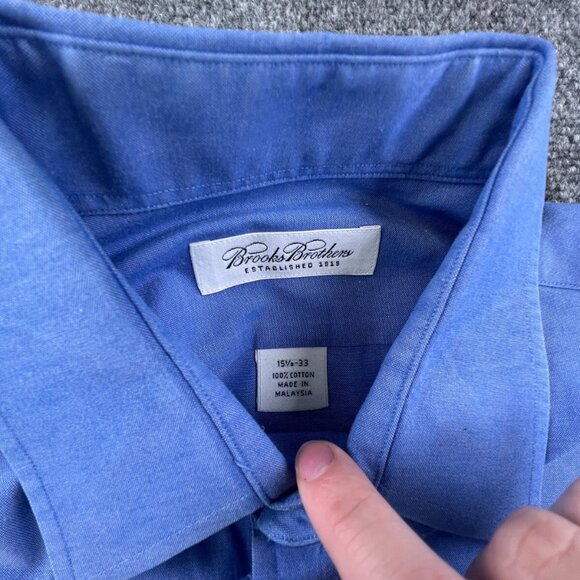 Brooks Brothers
ESTABLISHED 1818
15½-33
100% COTTON
MADE IN
MALAYSIA